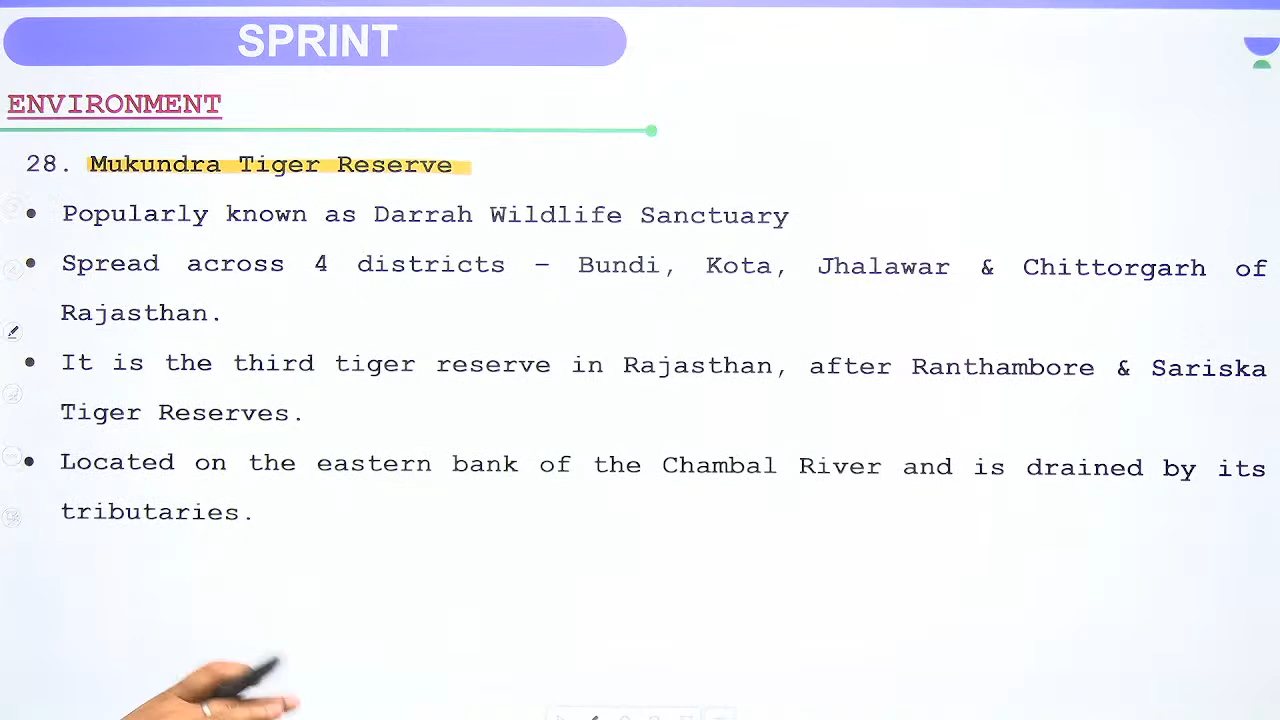 SPRINT
ENVIRONMENT
28. Mukundra Tiger Reserve
• Popularly known as Darrah Wildlife Sanctuary
• Spread across 4 districts – Bundi, Kota, Jhalawar & Chittorgarh of
Rajasthan.
• It is the third tiger reserve in Rajasthan, after Ranthambore & Sariska
Tiger Reserves.
• Located on the eastern bank of the Chambal River and is drained by its
tributaries.